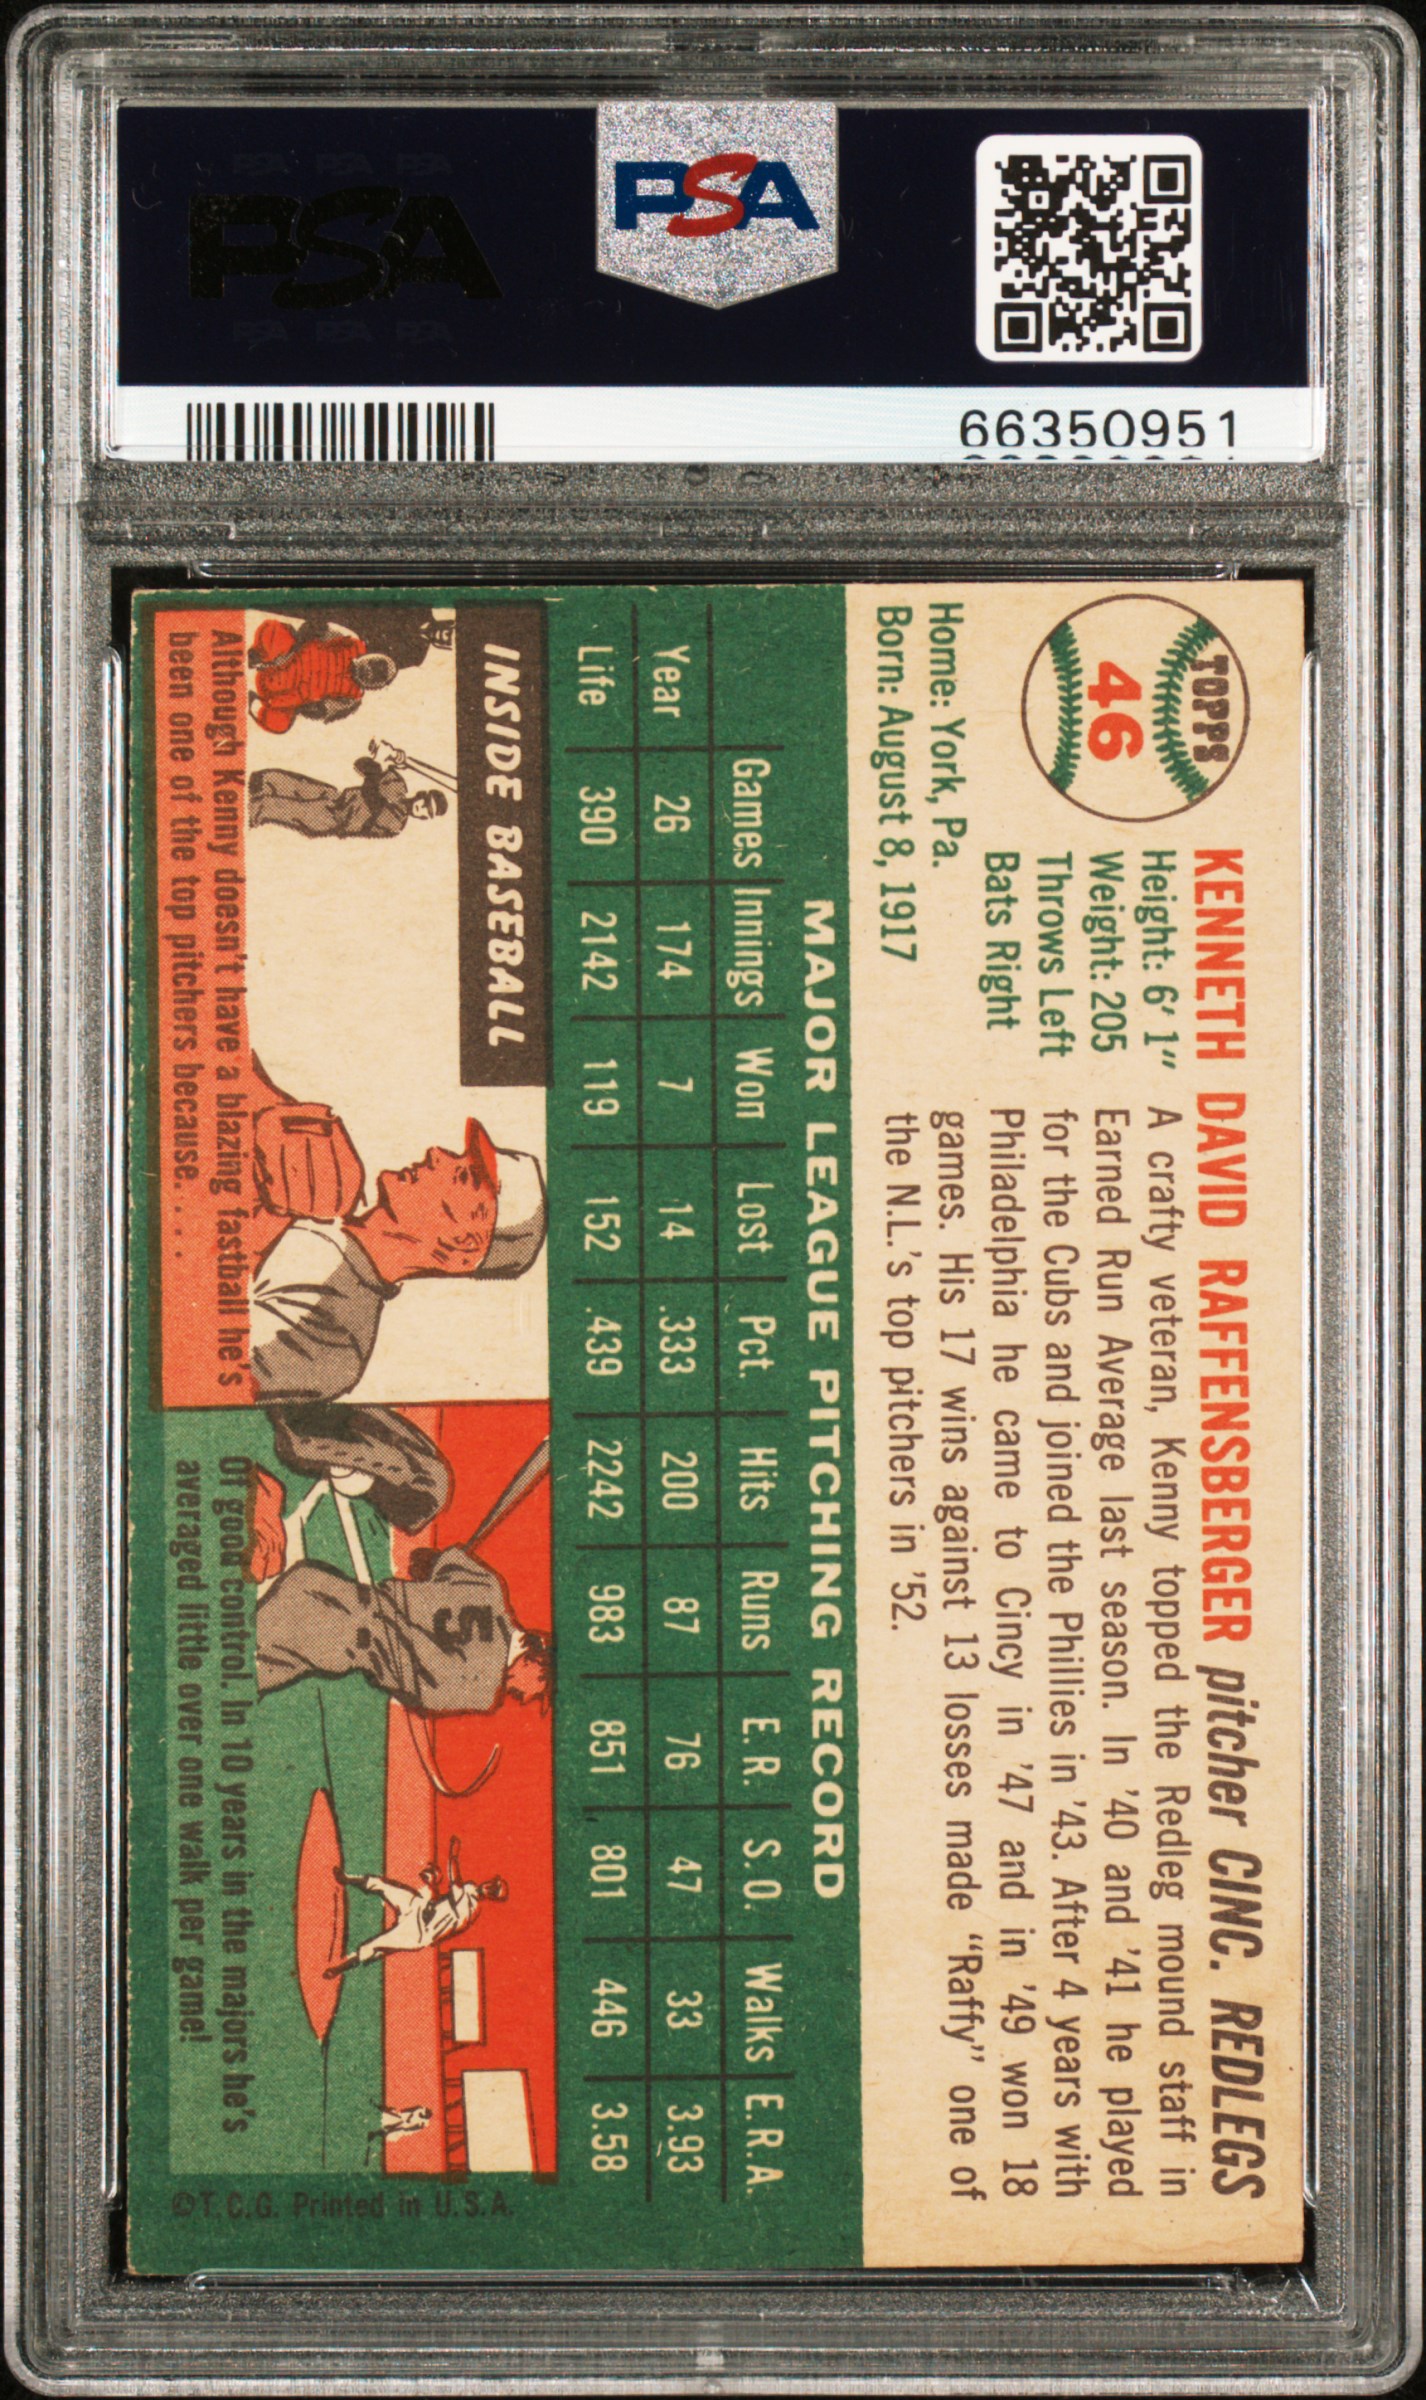 PSA
PSA
66350951
TOPPS
46
KENNETH DAVID RAFFENSBERGER pitcher CINC. REDLEGS
Height: 6' 1"
Weight: 205
Throws Left
Bats Right
Home: York, Pa.
Born: August 8, 1917
A crafty veteran, Kenny topped the Redleg mound staff in
Earned Run Average last season. In '40 and '41 he played
for the Cubs and joined the Phillies in '43. After 4 years with
Philadelphia he came to Cincy in '47 and in '49 won 18
games. His 17 wins against 13 losses made "Raffy" one of
the N.L.'s top pitchers in '52.
MAJOR LEAGUE PITCHING RECORD
Games Innings Won Lost Pct. Hits Runs E.R. S.O. Walks E.R.A.
Year 26 174 7 14 .333 200 87 76 47 33 3.93
Life 390 2142 119 152 .439 2242 983 851 801 446 3.58
INSIDE BASEBALL
Although Kenny doesn't have a blazing fastball he's
been one of the top pitchers because. . . .
5
Of good control. In 10 years in the majors he's
averaged little over one walk per game!
©T.C.G. Printed in U.S.A.